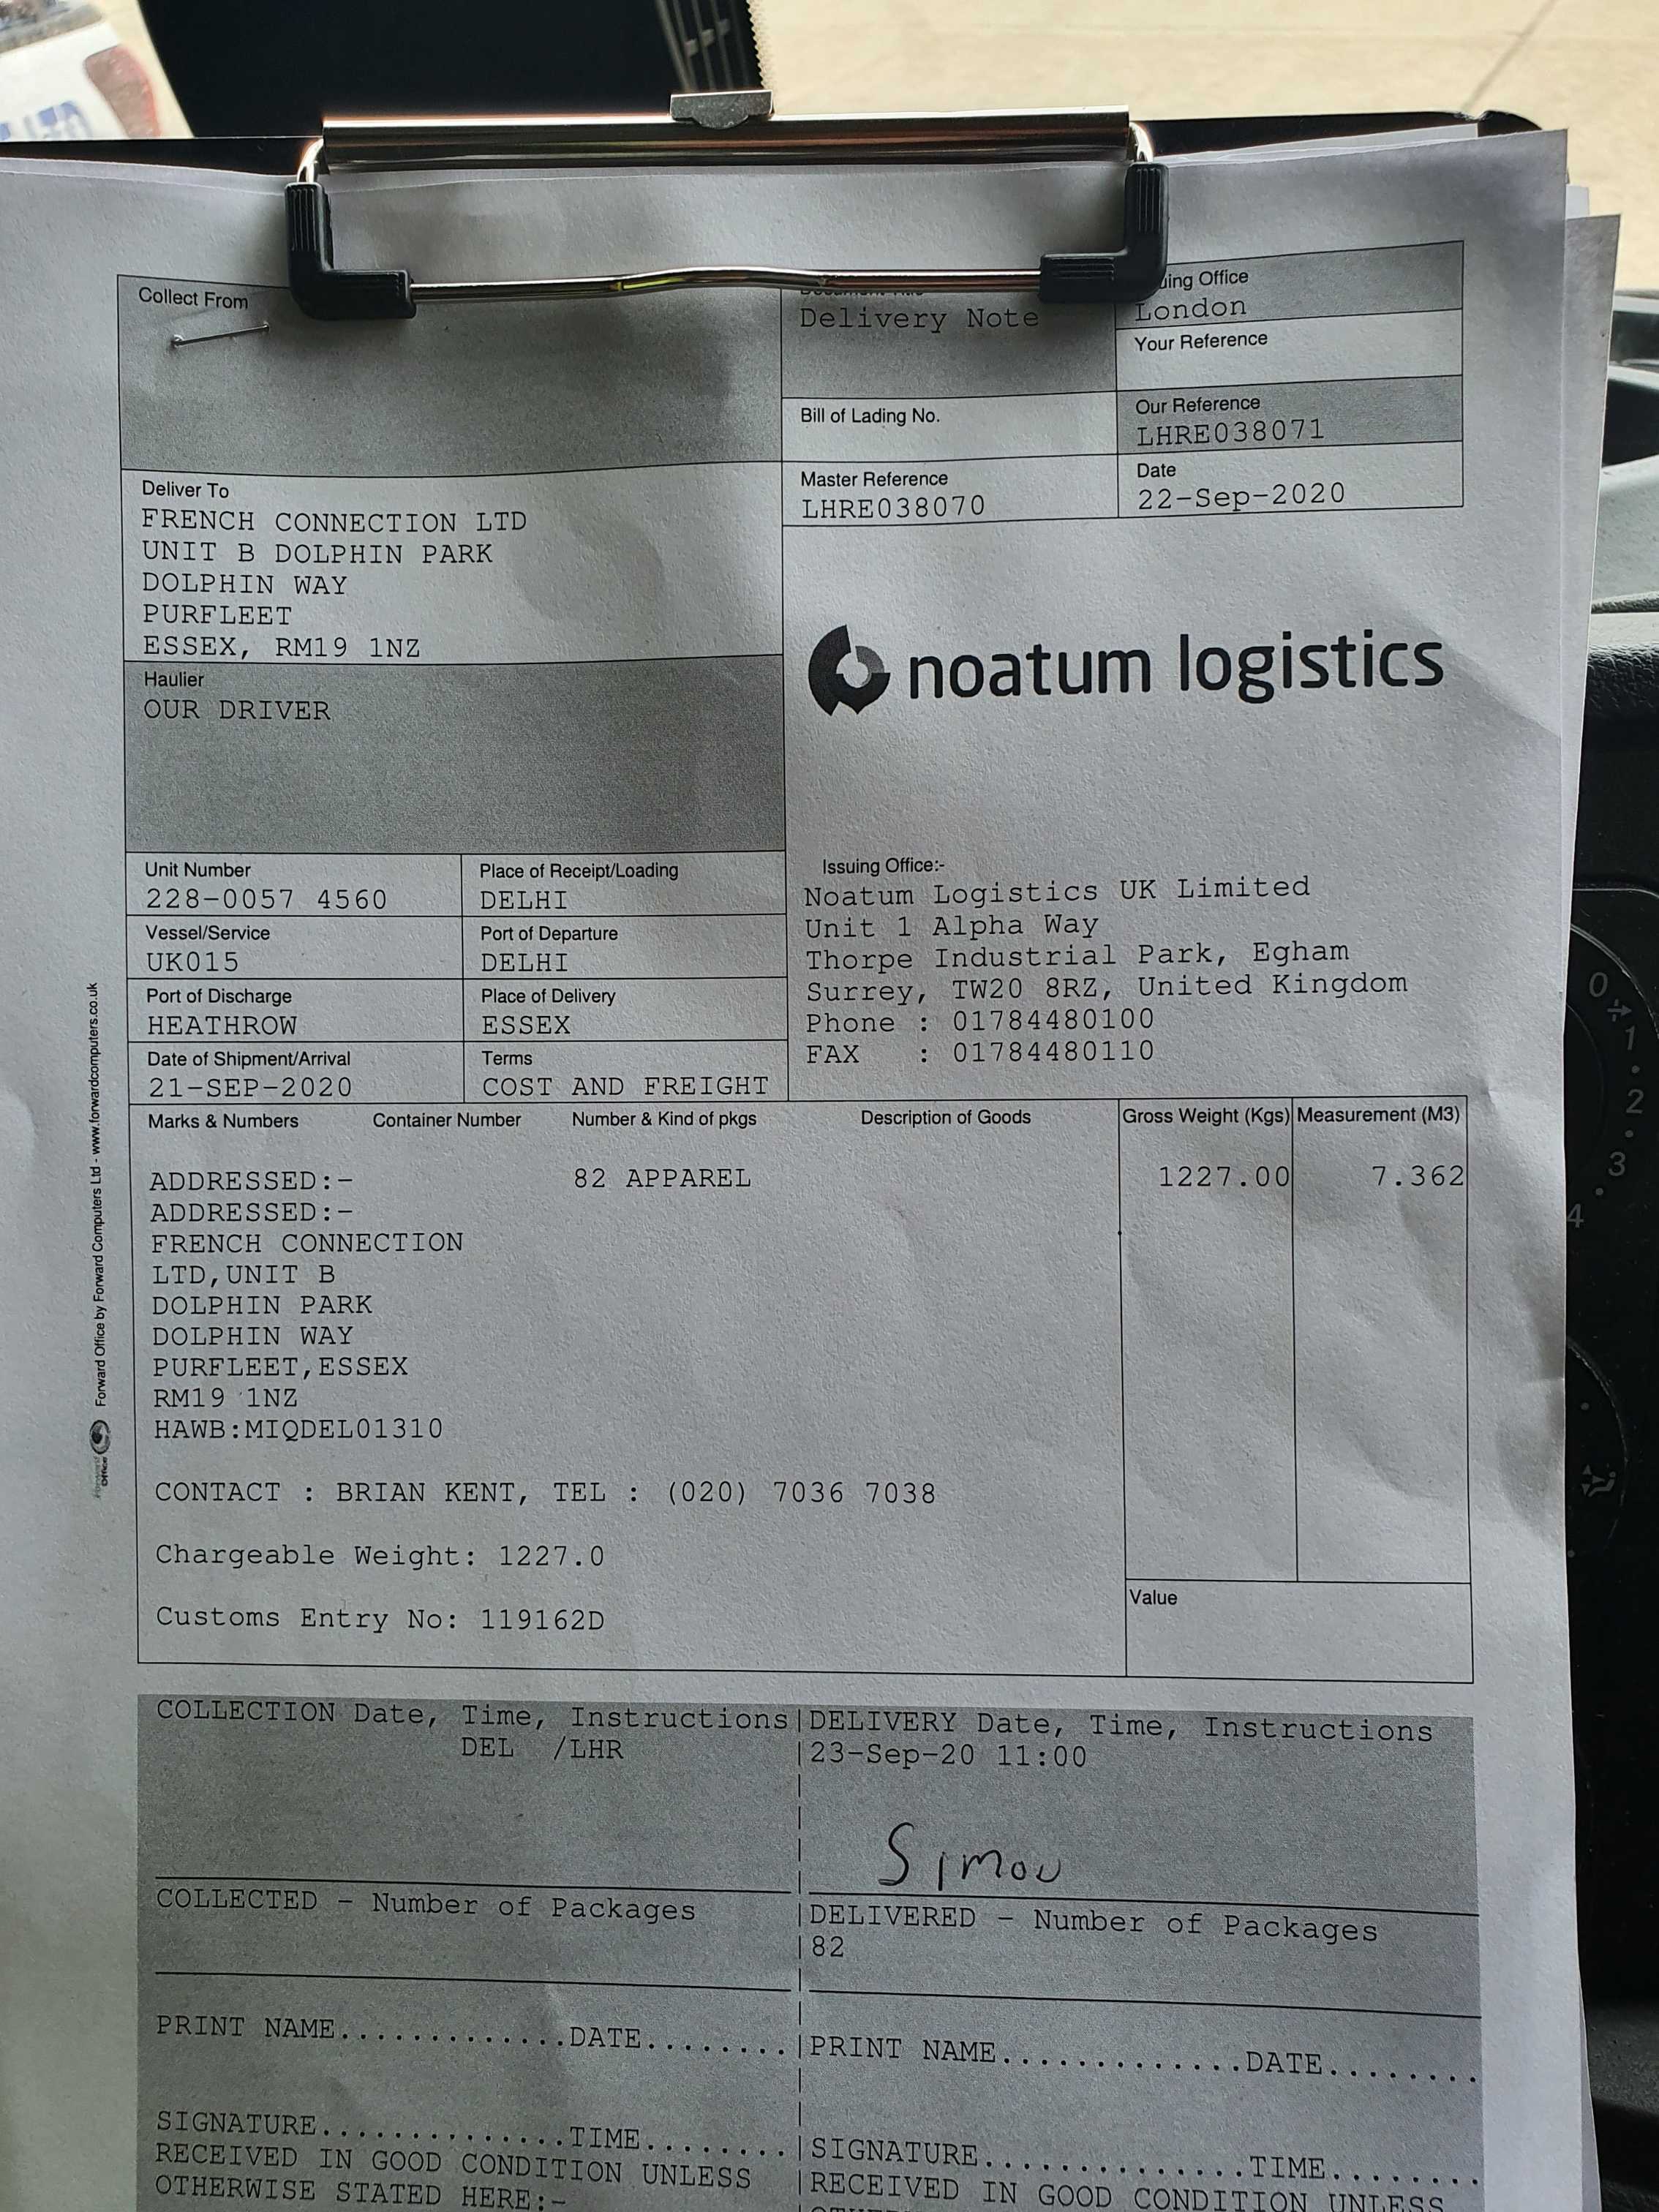 Collect From
Delivery Note
uing Office
London
Your Reference
Bill of Lading No.
Our Reference
LHRE038071
Master Reference
LHRE038070
Date
22-Sep-2020
Deliver To
FRENCH CONNECTION LTD
UNIT B DOLPHIN PARK
DOLPHIN WAY
PURFLEET
ESSEX, RM19 1NZ
noatum logistics
Haulier
OUR DRIVER
Unit Number
228-0057 4560
Place of Receipt/Loading
DELHI
Vessel/Service
UK015
Port of Departure
DELHI
Port of Discharge
HEATHROW
Place of Delivery
ESSEX
Date of Shipment/Arrival
21-SEP-2020
Terms
COST AND FREIGHT
Issuing Office:-
Noatum Logistics UK Limited
Unit 1 Alpha Way
Thorpe Industrial Park, Egham
Surrey, TW20 8RZ, United Kingdom
Phone : 01784480100
FAX : 01784480110
Marks & Numbers Container Number Number & Kind of pkgs Description of Goods Gross Weight (Kgs) Measurement (M3)
ADDRESSED:- 82 APPAREL 1227.00 7.362
ADDRESSED:-
FRENCH CONNECTION
LTD,UNIT B
DOLPHIN PARK
DOLPHIN WAY
PURFLEET,ESSEX
RM19 1NZ
HAWB:MIQDEL01310
CONTACT : BRIAN KENT, TEL : (020) 7036 7038
Chargeable Weight: 1227.0
Customs Entry No: 119162D
Value
COLLECTION Date, Time, Instructions
DEL /LHR
DELIVERY Date, Time, Instructions
23-Sep-20 11:00
Simon
COLLECTED - Number of Packages
DELIVERED - Number of Packages
82
PRINT NAME.............DATE........
PRINT NAME..............DATE.........
SIGNATURE..............TIME........
RECEIVED IN GOOD CONDITION UNLESS
OTHERWISE STATED HERE:-
SIGNATURE...............TIME.........
RECEIVED IN GOOD CONDITION UNLESS
Forward Office by Forward Computers Ltd - www.forwardcomputers.co.uk
Forward Office
0
1
2
3
4